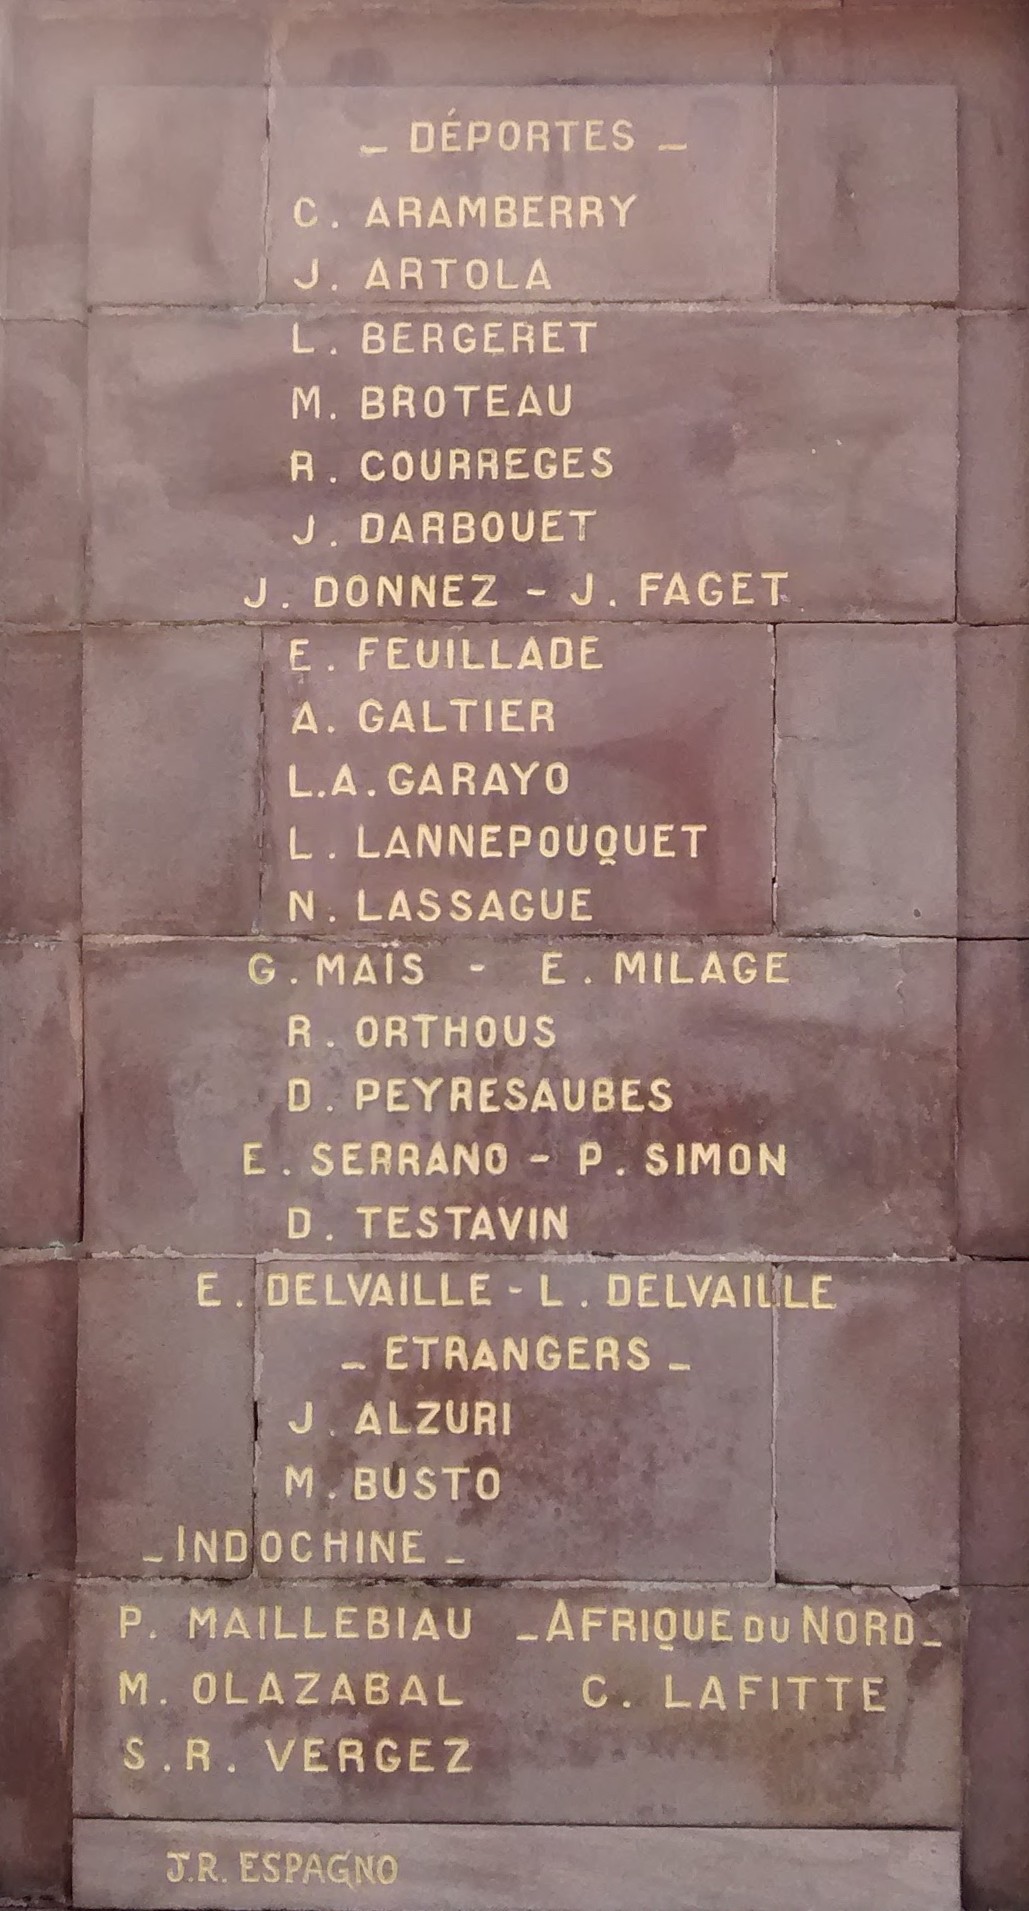 _ DÉPORTES _
C. ARAMBERRY
J. ARTOLA
L. BERGERET
M. BROTEAU
R. COURREGES
J. DARBOUET
J. DONNEZ - J. FAGET
E. FEUILLADE
A. GALTIER
L.A. GARAYO
L. LANNEPOUQUET
N. LASSAGUE
G. MAÏS - E. MILAGE
R. ORTHOUS
D. PEYRESAUBES
E. SERRANO - P. SIMON
D. TESTAVIN
E. DELVAILLE - L. DELVAILLE
_ ETRANGERS _
J. ALZURI
M. BUSTO
_ INDOCHINE _
P. MAILLEBIAU
M. OLAZABAL
S.R. VERGEZ
_ AFRIQUE DU NORD _
C. LAFITTE
J.R. ESPAGNO